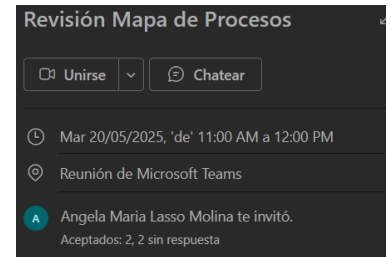 Revisión Mapa de Procesos
Unirse
Chatear
Mar 20/05/2025, 'de' 11:00 AM a 12:00 PM
Reunión de Microsoft Teams
A
Angela Maria Lasso Molina te invitó.
Aceptados: 2, 2 sin respuesta